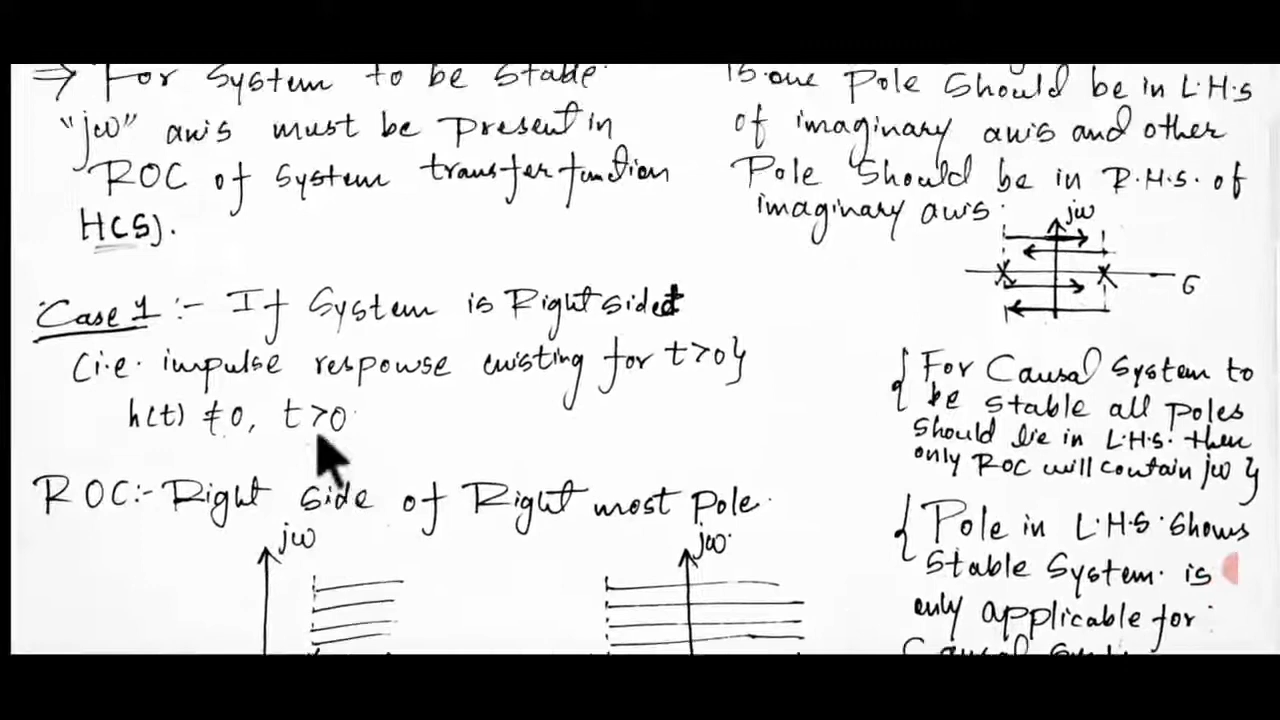 ⇒ For System to be stable
"jω" axis must be present in
ROC of System transfer function
H(S).
Case 1 :- If System is Right sided
(i.e. impulse response existing for t>0}
h(t) ≠ 0, t>0
ROC:- Right side of Right most pole.
jω
jω
is one Pole Should be in L.H.S
of imaginary axis and other
Pole Should be in R.H.S. of
imaginary axis.
jω
σ
{ For Causal System to
be stable all poles
should lie in L.H.S. then
only ROC will contain jω }
{ Pole in L.H.S. Shows
Stable System. is
only applicable for